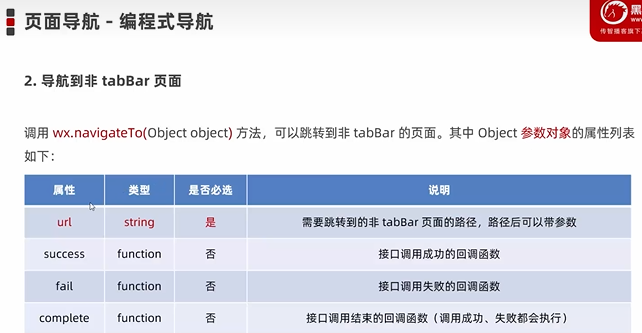 页面导航 - 编程式导航
黑
www
传智播客旗下
2. 导航到非 tabBar 页面
调用 wx.navigateTo(Object object) 方法，可以跳转到非 tabBar 的页面。其中 Object 参数对象的属性列表
如下：
属性 类型 是否必选 说明
url string 是 需要跳转到的非 tabBar 页面的路径，路径后可以带参数
success function 否 接口调用成功的回调函数
fail function 否 接口调用失败的回调函数
complete function 否 接口调用结束的回调函数（调用成功、失败都会执行）